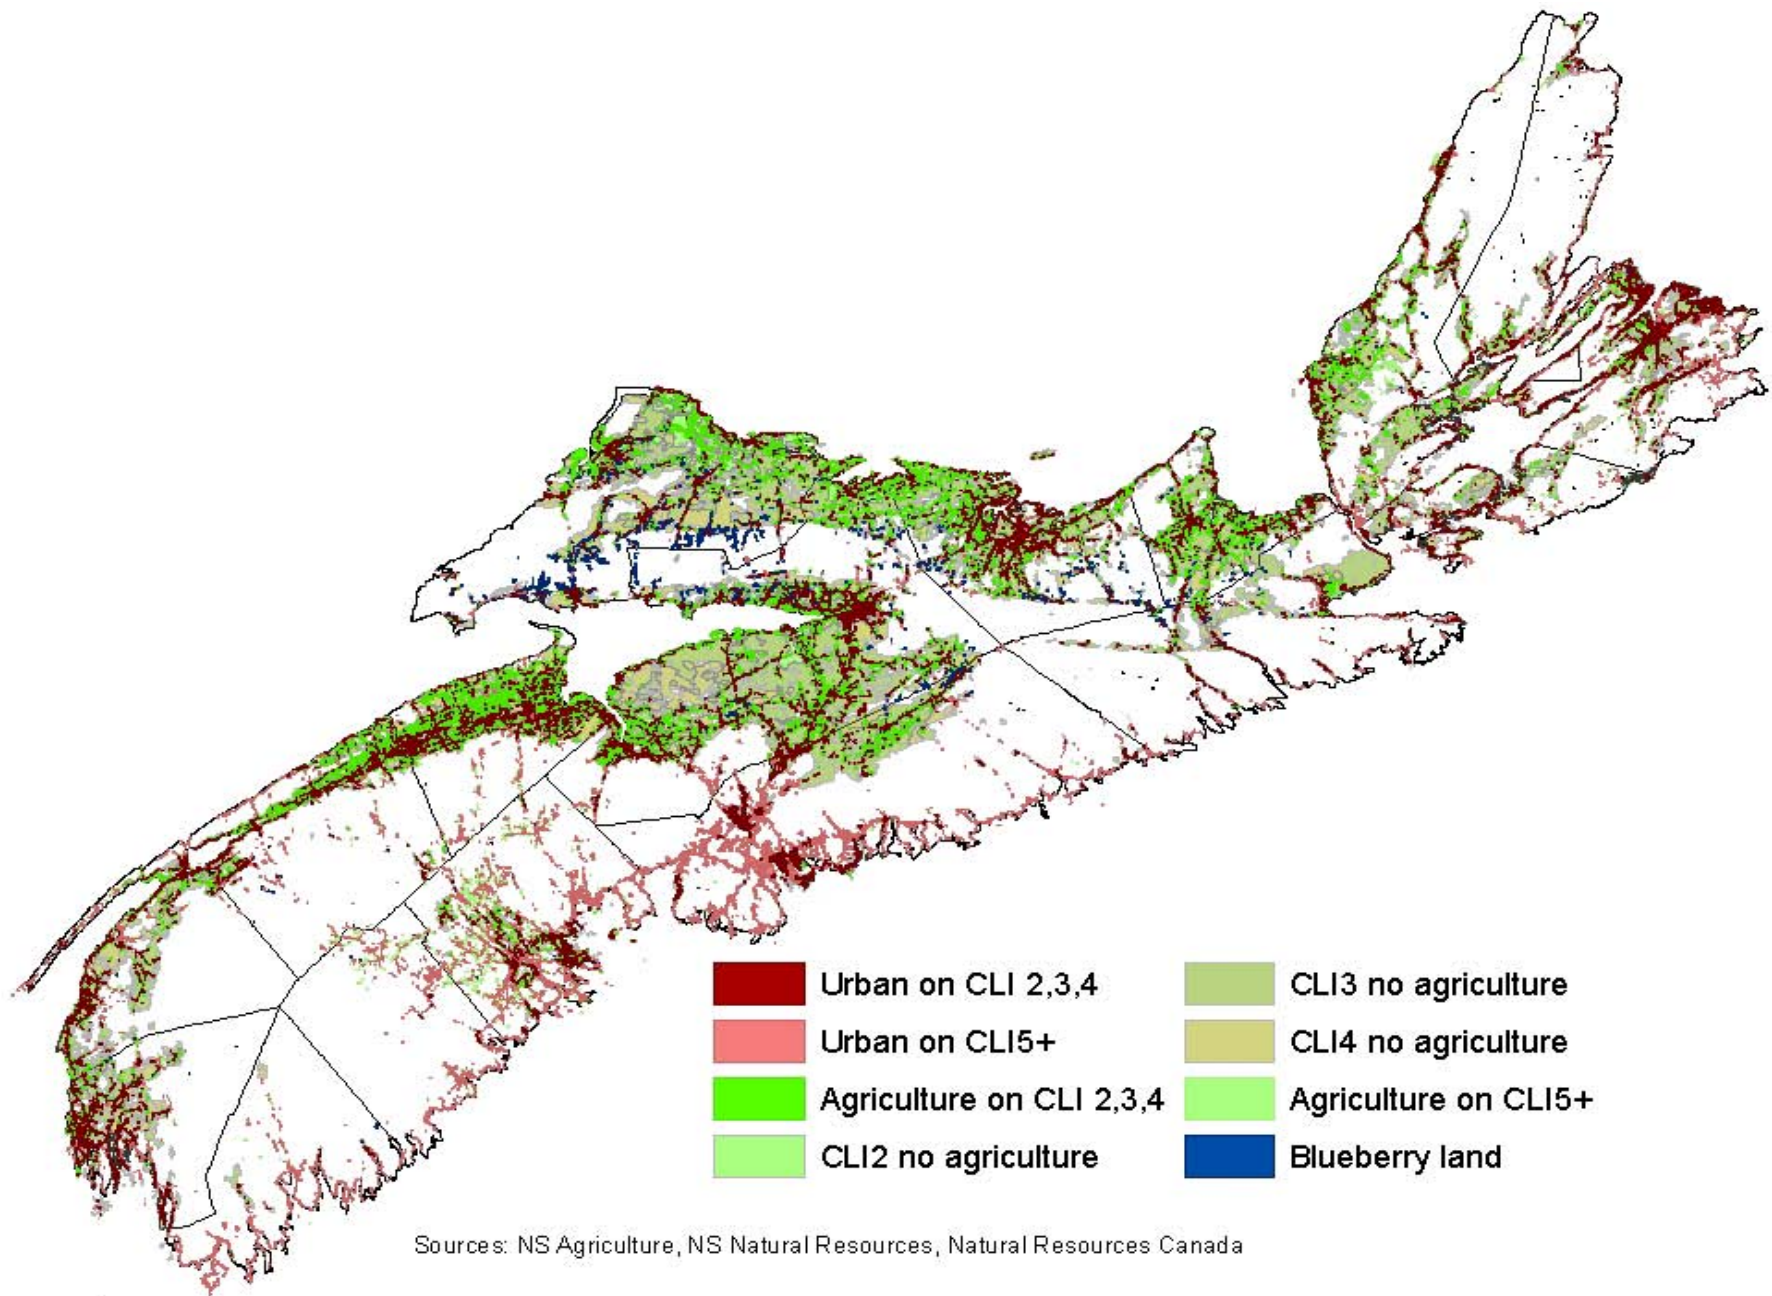 Urban on CLI 2,3,4
Urban on CLI5+
Agriculture on CLI 2,3,4
CLI2 no agriculture
CLI3 no agriculture
CLI4 no agriculture
Agriculture on CLI5+
Blueberry land
Sources: NS Agriculture, NS Natural Resources, Natural Resources Canada